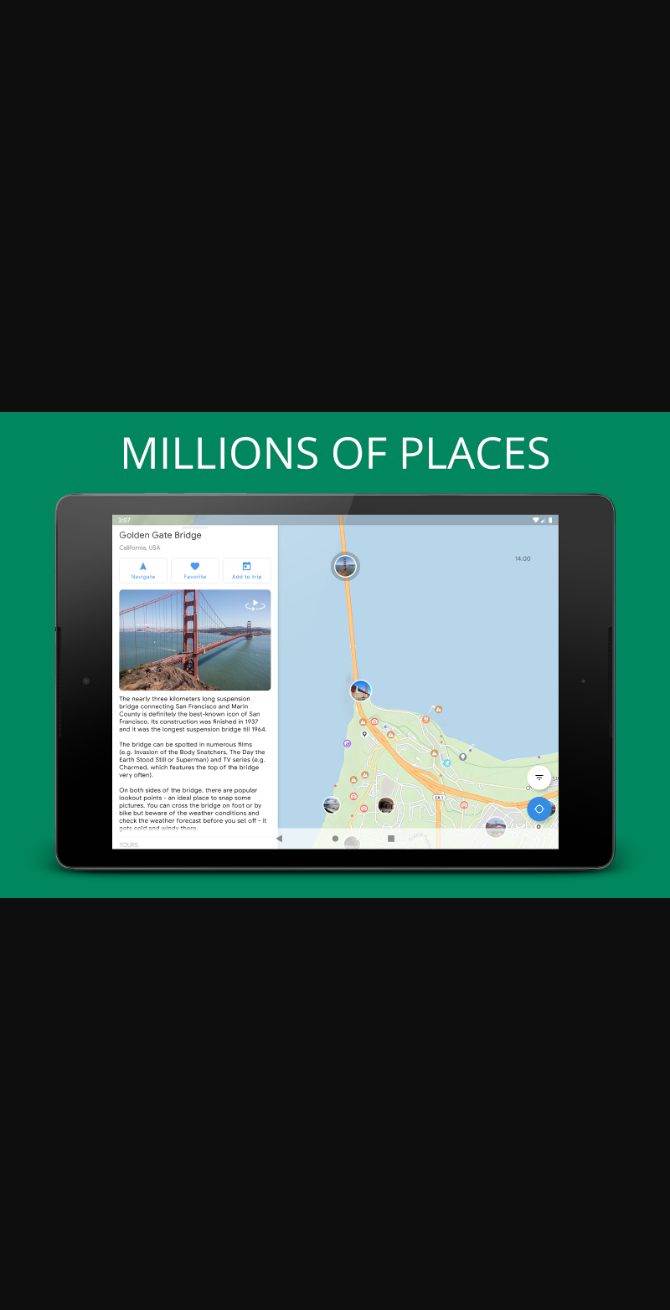 MILLIONS OF PLACES
3:07
Golden Gate Bridge
California, USA
Navigate
Favorite
Add to trip
The nearly three kilometers long suspension
bridge connecting San Francisco and Marin
County is definitely the best-known icon of San
Francisco. Its construction was finished in 1937
and it was the longest suspension bridge till 1964.
The bridge can be spotted in numerous films
(e.g. Invasion of the Body Snatchers, The Day the
Earth Stood Still or Superman) and TV series (e.g.
Charmed, which features the top of the bridge
very often).
On both sides of the bridge, there are popular
lookout points - an ideal place to snap some
pictures. You can cross the bridge on foot or by
bike but beware of the weather conditions and
check the weather forecast before you set off - it
gets cold and windy there.
TOURS
14.00
CA 1